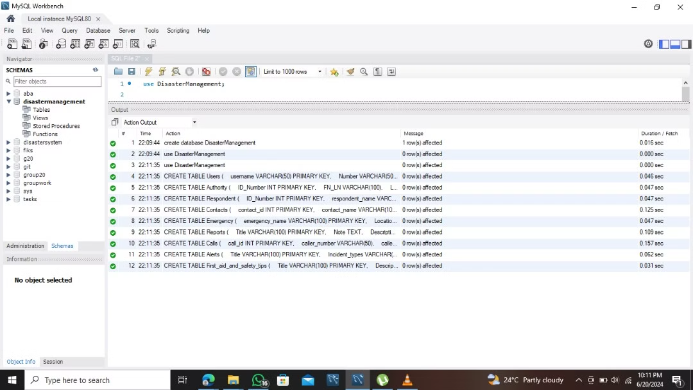 MySQL Workbench
Local instance MySQL80 ×
File Edit View Query Database Server Tools Scripting Help
Navigator
SCHEMAS
Filter objects
aba
disastermanagement
Tables
Views
Stored Procedures
Functions
disastersystem
files
g20
git
group20
groupwork
sys
tasks
Administration Schemas
Information
No object selected
Object Info Session
Limit to 1000 rows
1 use DisasterManagement;
2
Output
Action Output
# Time Action Message Duration / Fetch
1 22:09:44 create database DisasterManagement 1 row(s) affected 0.016 sec
2 22:09:44 use DisasterManagement 0 row(s) affected 0.000 sec
3 22:11:35 use DisasterManagement 0 row(s) affected 0.000 sec
4 22:11:35 CREATE TABLE Users ( username VARCHAR(50) PRIMARY KEY, Number VARCHAR(50... 0 row(s) affected 0.046 sec
5 22:11:35 CREATE TABLE Authority ( ID_Number INT PRIMARY KEY, FN_LN VARCHAR(100), L... 0 row(s) affected 0.047 sec
6 22:11:35 CREATE TABLE Respondent ( ID_Number INT PRIMARY KEY, respondent_name VARC... 0 row(s) affected 0.047 sec
7 22:11:35 CREATE TABLE Contacts ( contact_id INT PRIMARY KEY, contact_name VARCHAR(10... 0 row(s) affected 0.125 sec
8 22:11:35 CREATE TABLE Emergency ( emergency_name VARCHAR(100) PRIMARY KEY, Locatio... 0 row(s) affected 0.047 sec
9 22:11:35 CREATE TABLE Reports ( Title VARCHAR(100) PRIMARY KEY, Note TEXT, Descripti... 0 row(s) affected 0.109 sec
10 22:11:35 CREATE TABLE Calls ( call_id INT PRIMARY KEY, caller_number VARCHAR(50), calle... 0 row(s) affected 0.157 sec
11 22:11:35 CREATE TABLE Alerts ( Title VARCHAR(100) PRIMARY KEY, Incident_types VARCHAR(... 0 row(s) affected 0.062 sec
12 22:11:35 CREATE TABLE First_aid_and_safety_tips ( Title VARCHAR(100) PRIMARY KEY, Descrip... 0 row(s) affected 0.031 sec
Type here to search
24°C Partly cloudy
10:11 PM
6/20/2024